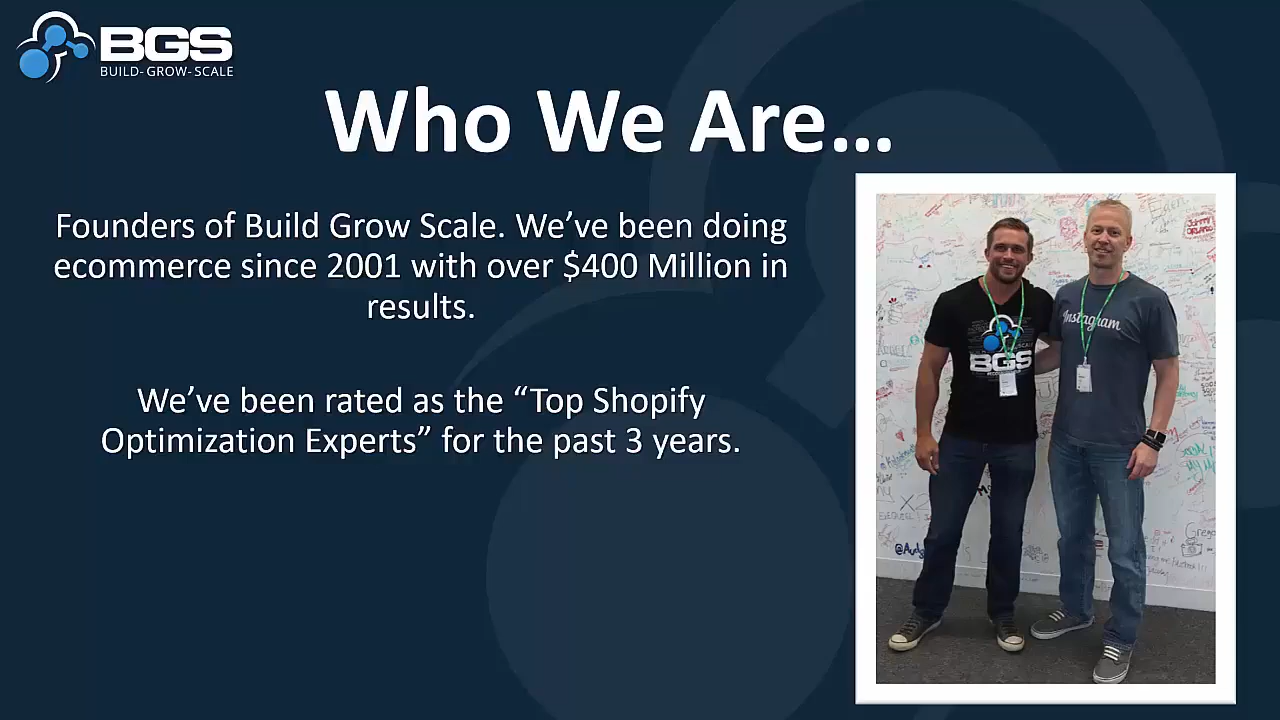 BGS
BUILD-GROW-SCALE
Who We Are...
Founders of Build Grow Scale. We’ve been doing
ecommerce since 2001 with over $400 Million in
results.
We’ve been rated as the “Top Shopify
Optimization Experts” for the past 3 years.
Instagram
BGS
X2